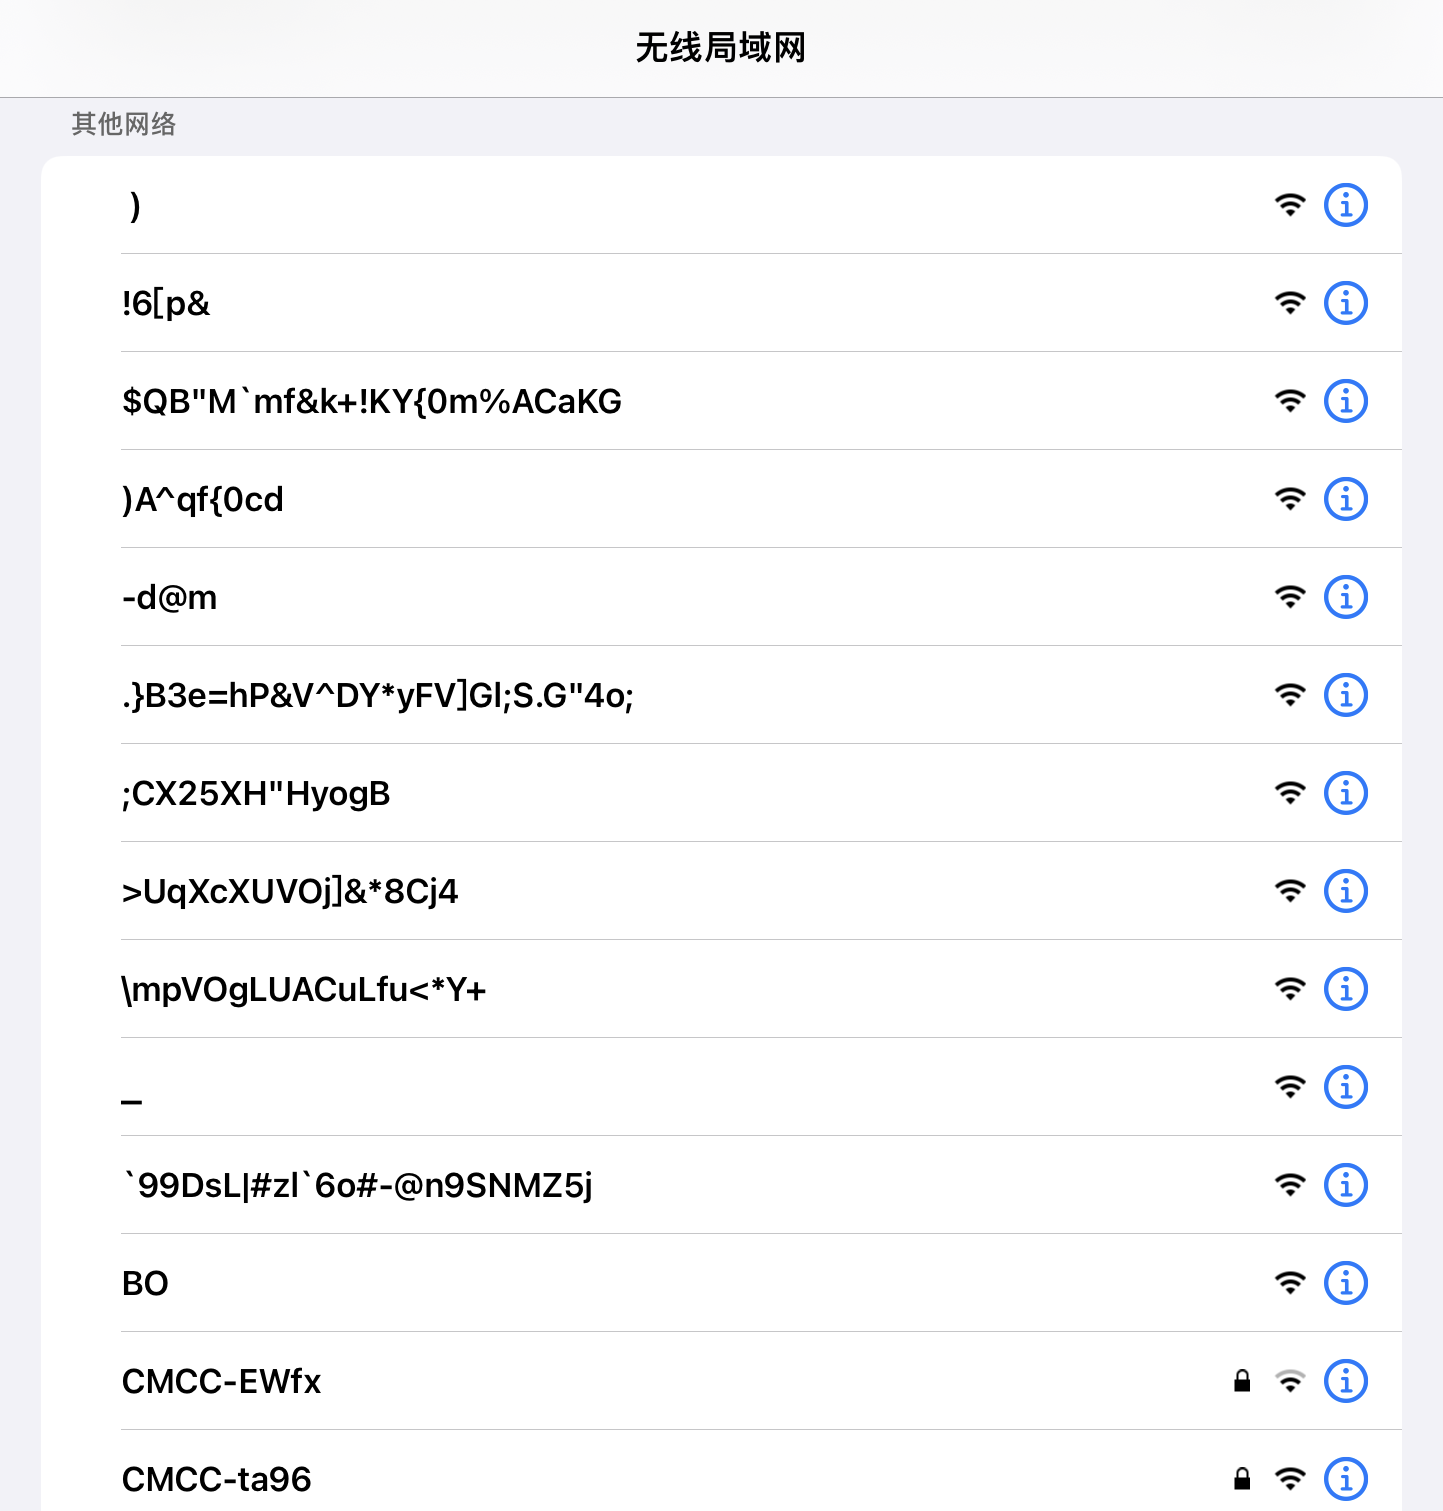 无线局域网
其他网络
)
!6[p&
$QB"M`mf&k+!KY{0m%ACaKG
)A^qf{0cd
-d@m
.}B3e=hP&V^DY*yFV]Gl;S.G"4o;
;CX25XH"HyogB
>UqXcXUVOj]&*8Cj4
\mpVOgLUACuLfu<*Y+
_
`99DsL|#zl`6o#-@n9SNMZ5j
BO
CMCC-EWfx
CMCC-ta96